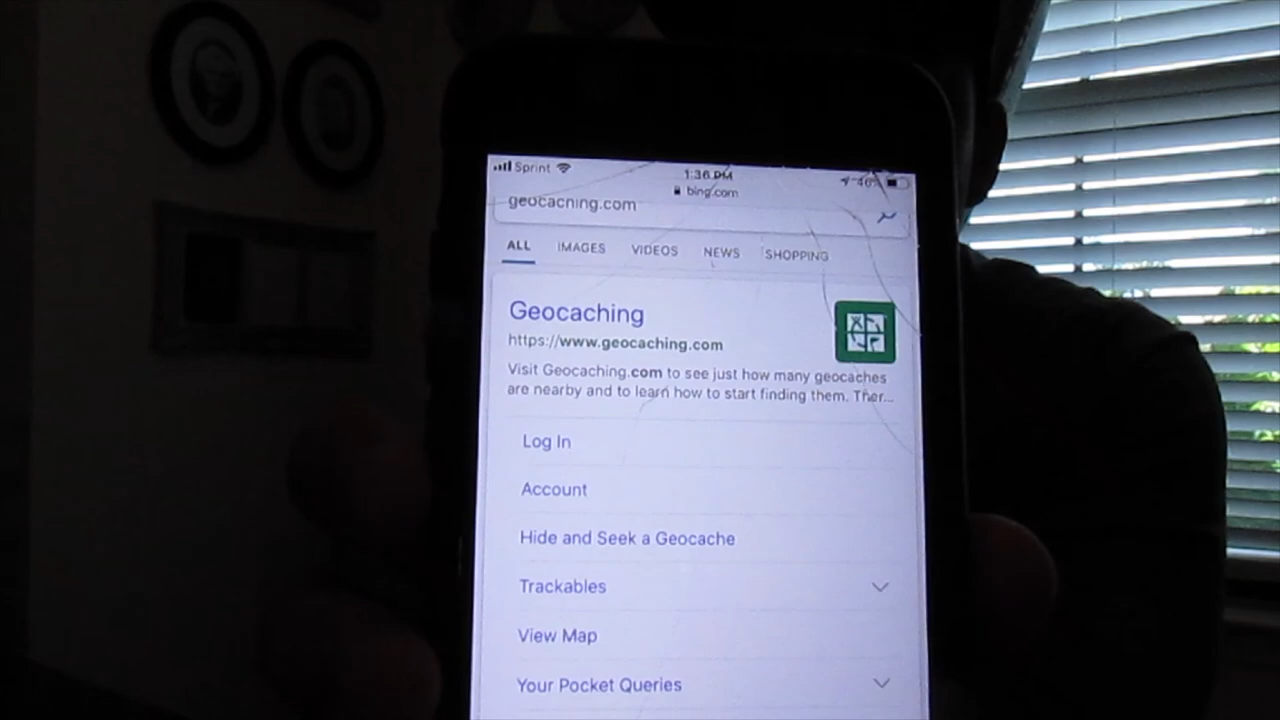 Sprint
1:36 PM
46%
bing.com
geocaching.com
ALL IMAGES VIDEOS NEWS SHOPPING
Geocaching
https://www.geocaching.com
Visit Geocaching.com to see just how many geocaches
are nearby and to learn how to start finding them. Ther...
Log In
Account
Hide and Seek a Geocache
Trackables
View Map
Your Pocket Queries